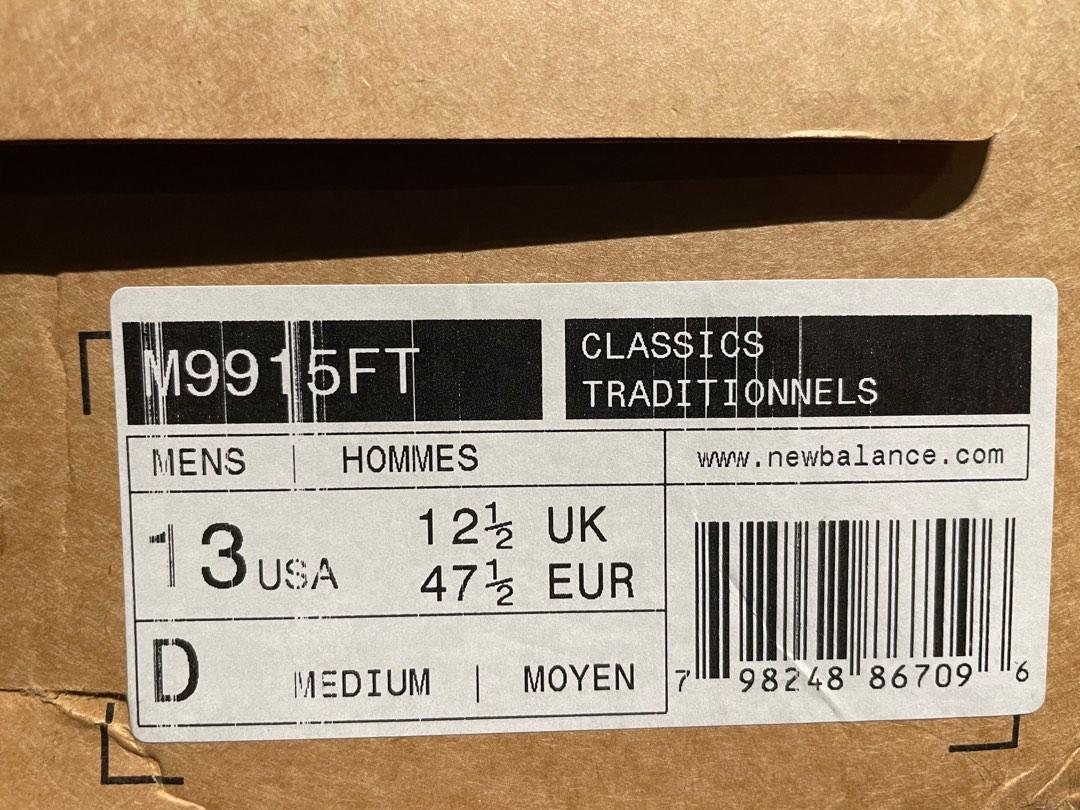 M9915FT
CLASSICS
TRADITIONNELS
MENS | HOMMES
www.newbalance.com
13 USA
12½ UK
47½ EUR
D MEDIUM | MOYEN
7 98248 86709 6